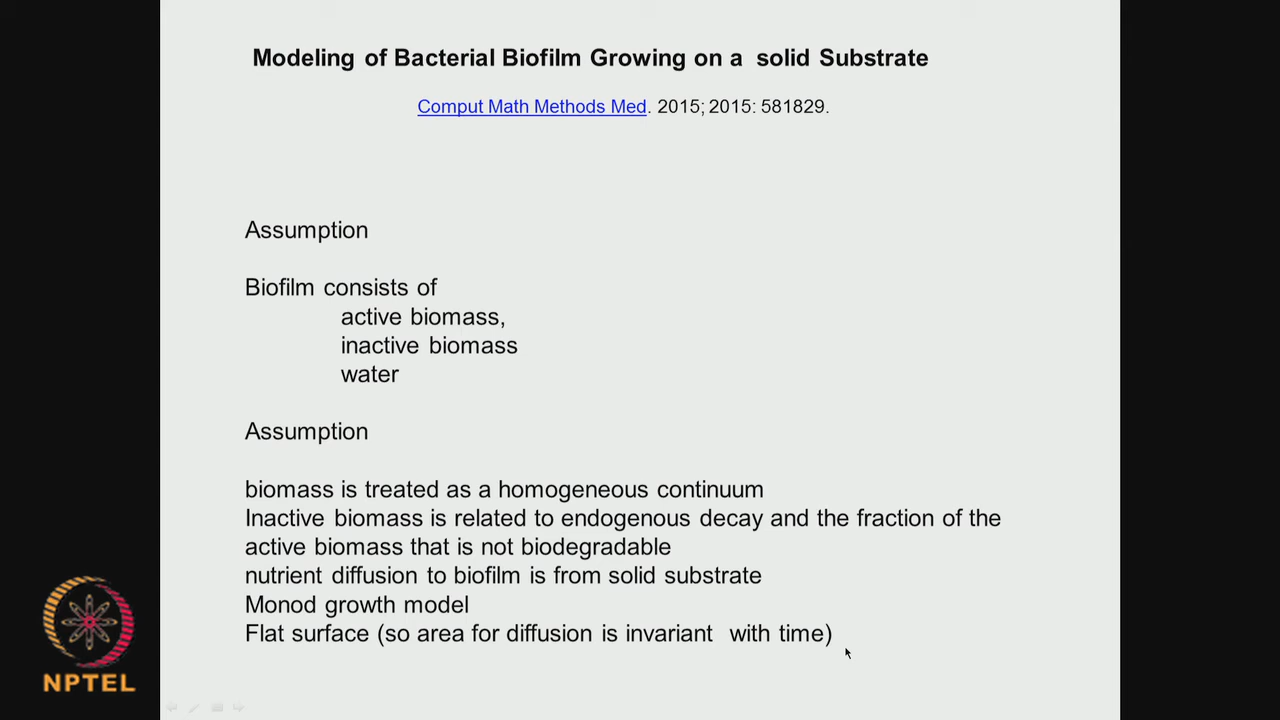 Modeling of Bacterial Biofilm Growing on a solid Substrate
Comput Math Methods Med. 2015; 2015: 581829.
Assumption
Biofilm consists of
active biomass,
inactive biomass
water
Assumption
biomass is treated as a homogeneous continuum
Inactive biomass is related to endogenous decay and the fraction of the
active biomass that is not biodegradable
nutrient diffusion to biofilm is from solid substrate
Monod growth model
Flat surface (so area for diffusion is invariant with time)
NPTEL